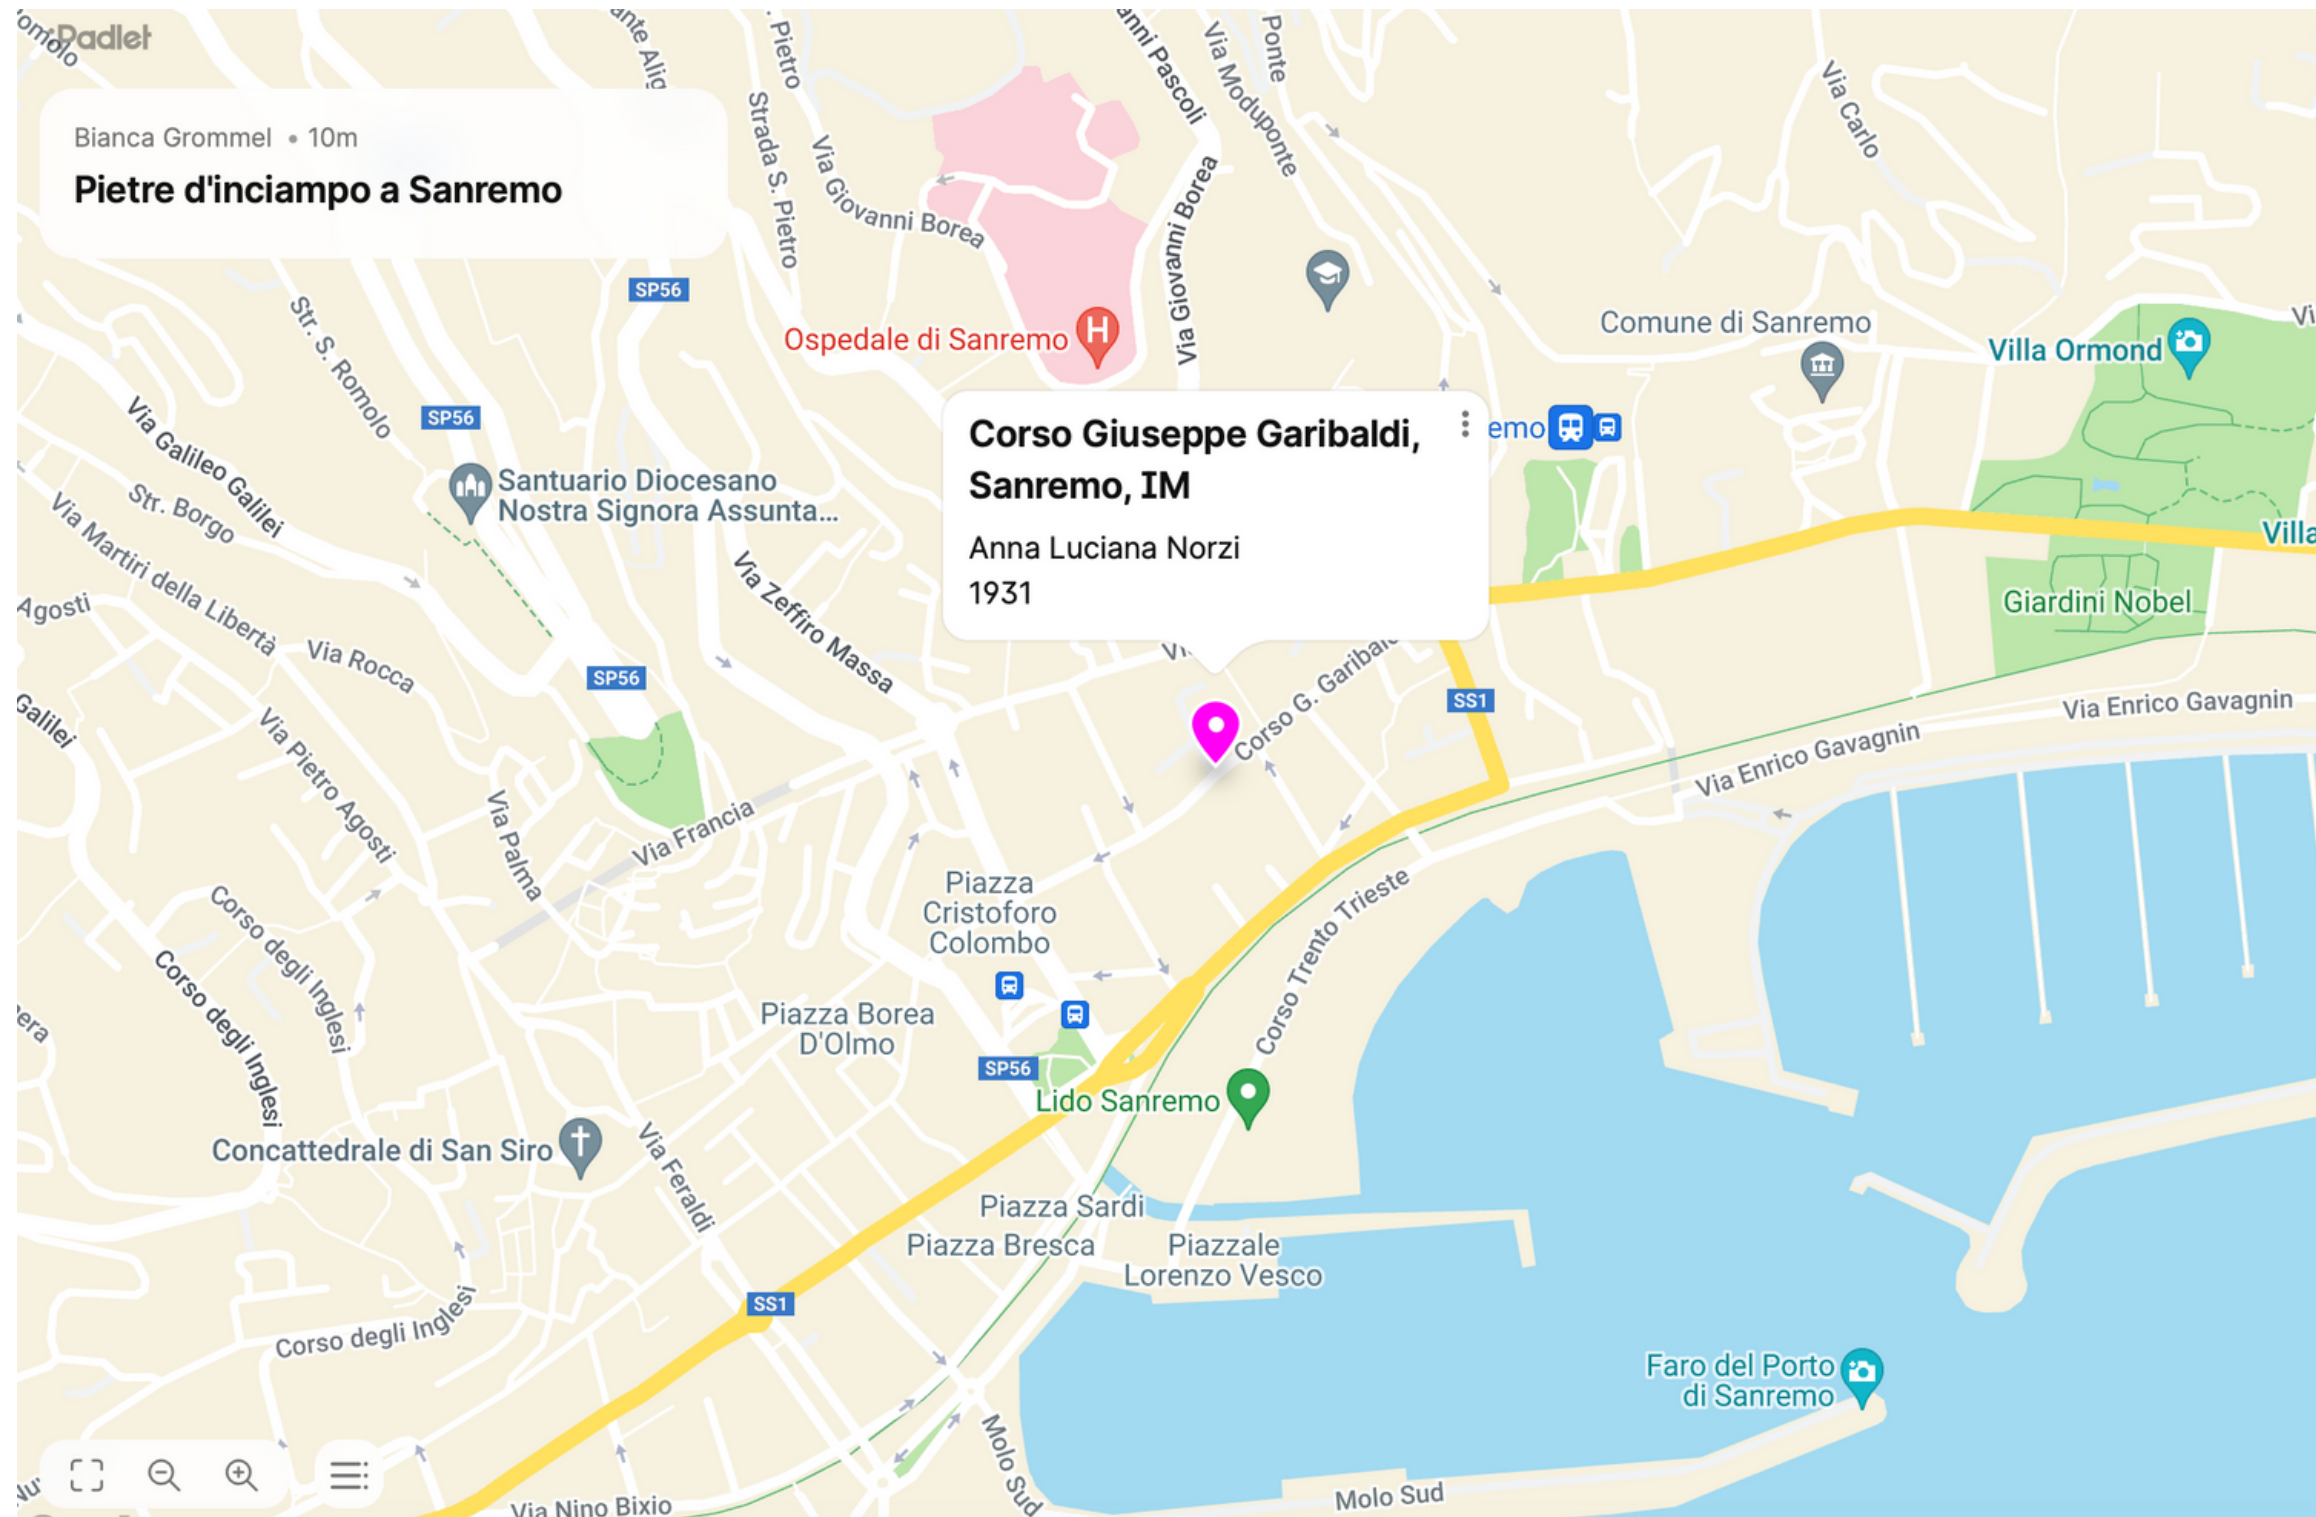 Padlet
Bianca Grommel • 10m
Pietre d'inciampo a Sanremo
Strada S. Pietro
Via Giovanni Borea
Via Moduponte
Ponte
Via Carlo
Via Giovanni Borea
SP56
Ospedale di Sanremo
H
Comune di Sanremo
Villa Ormond
Str. S. Romolo
SP56
Via Galileo Galilei
Corso Giuseppe Garibaldi,
Sanremo, IM
Anna Luciana Norzi
1931
emo
Santuario Diocesano
Nostra Signora Assunta...
Str. Borgo
Via Martiri della Libertà
Villa
Agosti
Via Zeffiro Massa
Giardini Nobel
Via Rocca
SP56
Galilei
Corso G. Garibaldi
SS1
Via Enrico Gavagnin
Via Enrico Gavagnin
Via Pietro Agosti
Via Palma
Via Francia
Piazza
Cristoforo
Colombo
Corso Trento Trieste
Corso degli Inglesi
Corso degli Inglesi
Piazza Borea
D'Olmo
SP56
Lido Sanremo
Concattedrale di San Siro
Via Feraldi
Piazza Sardi
Piazza Bresca
Piazzale
Lorenzo Vesco
SS1
Corso degli Inglesi
Faro del Porto
di Sanremo
Molo Sud
Molo Sud
Via Nino Bixio